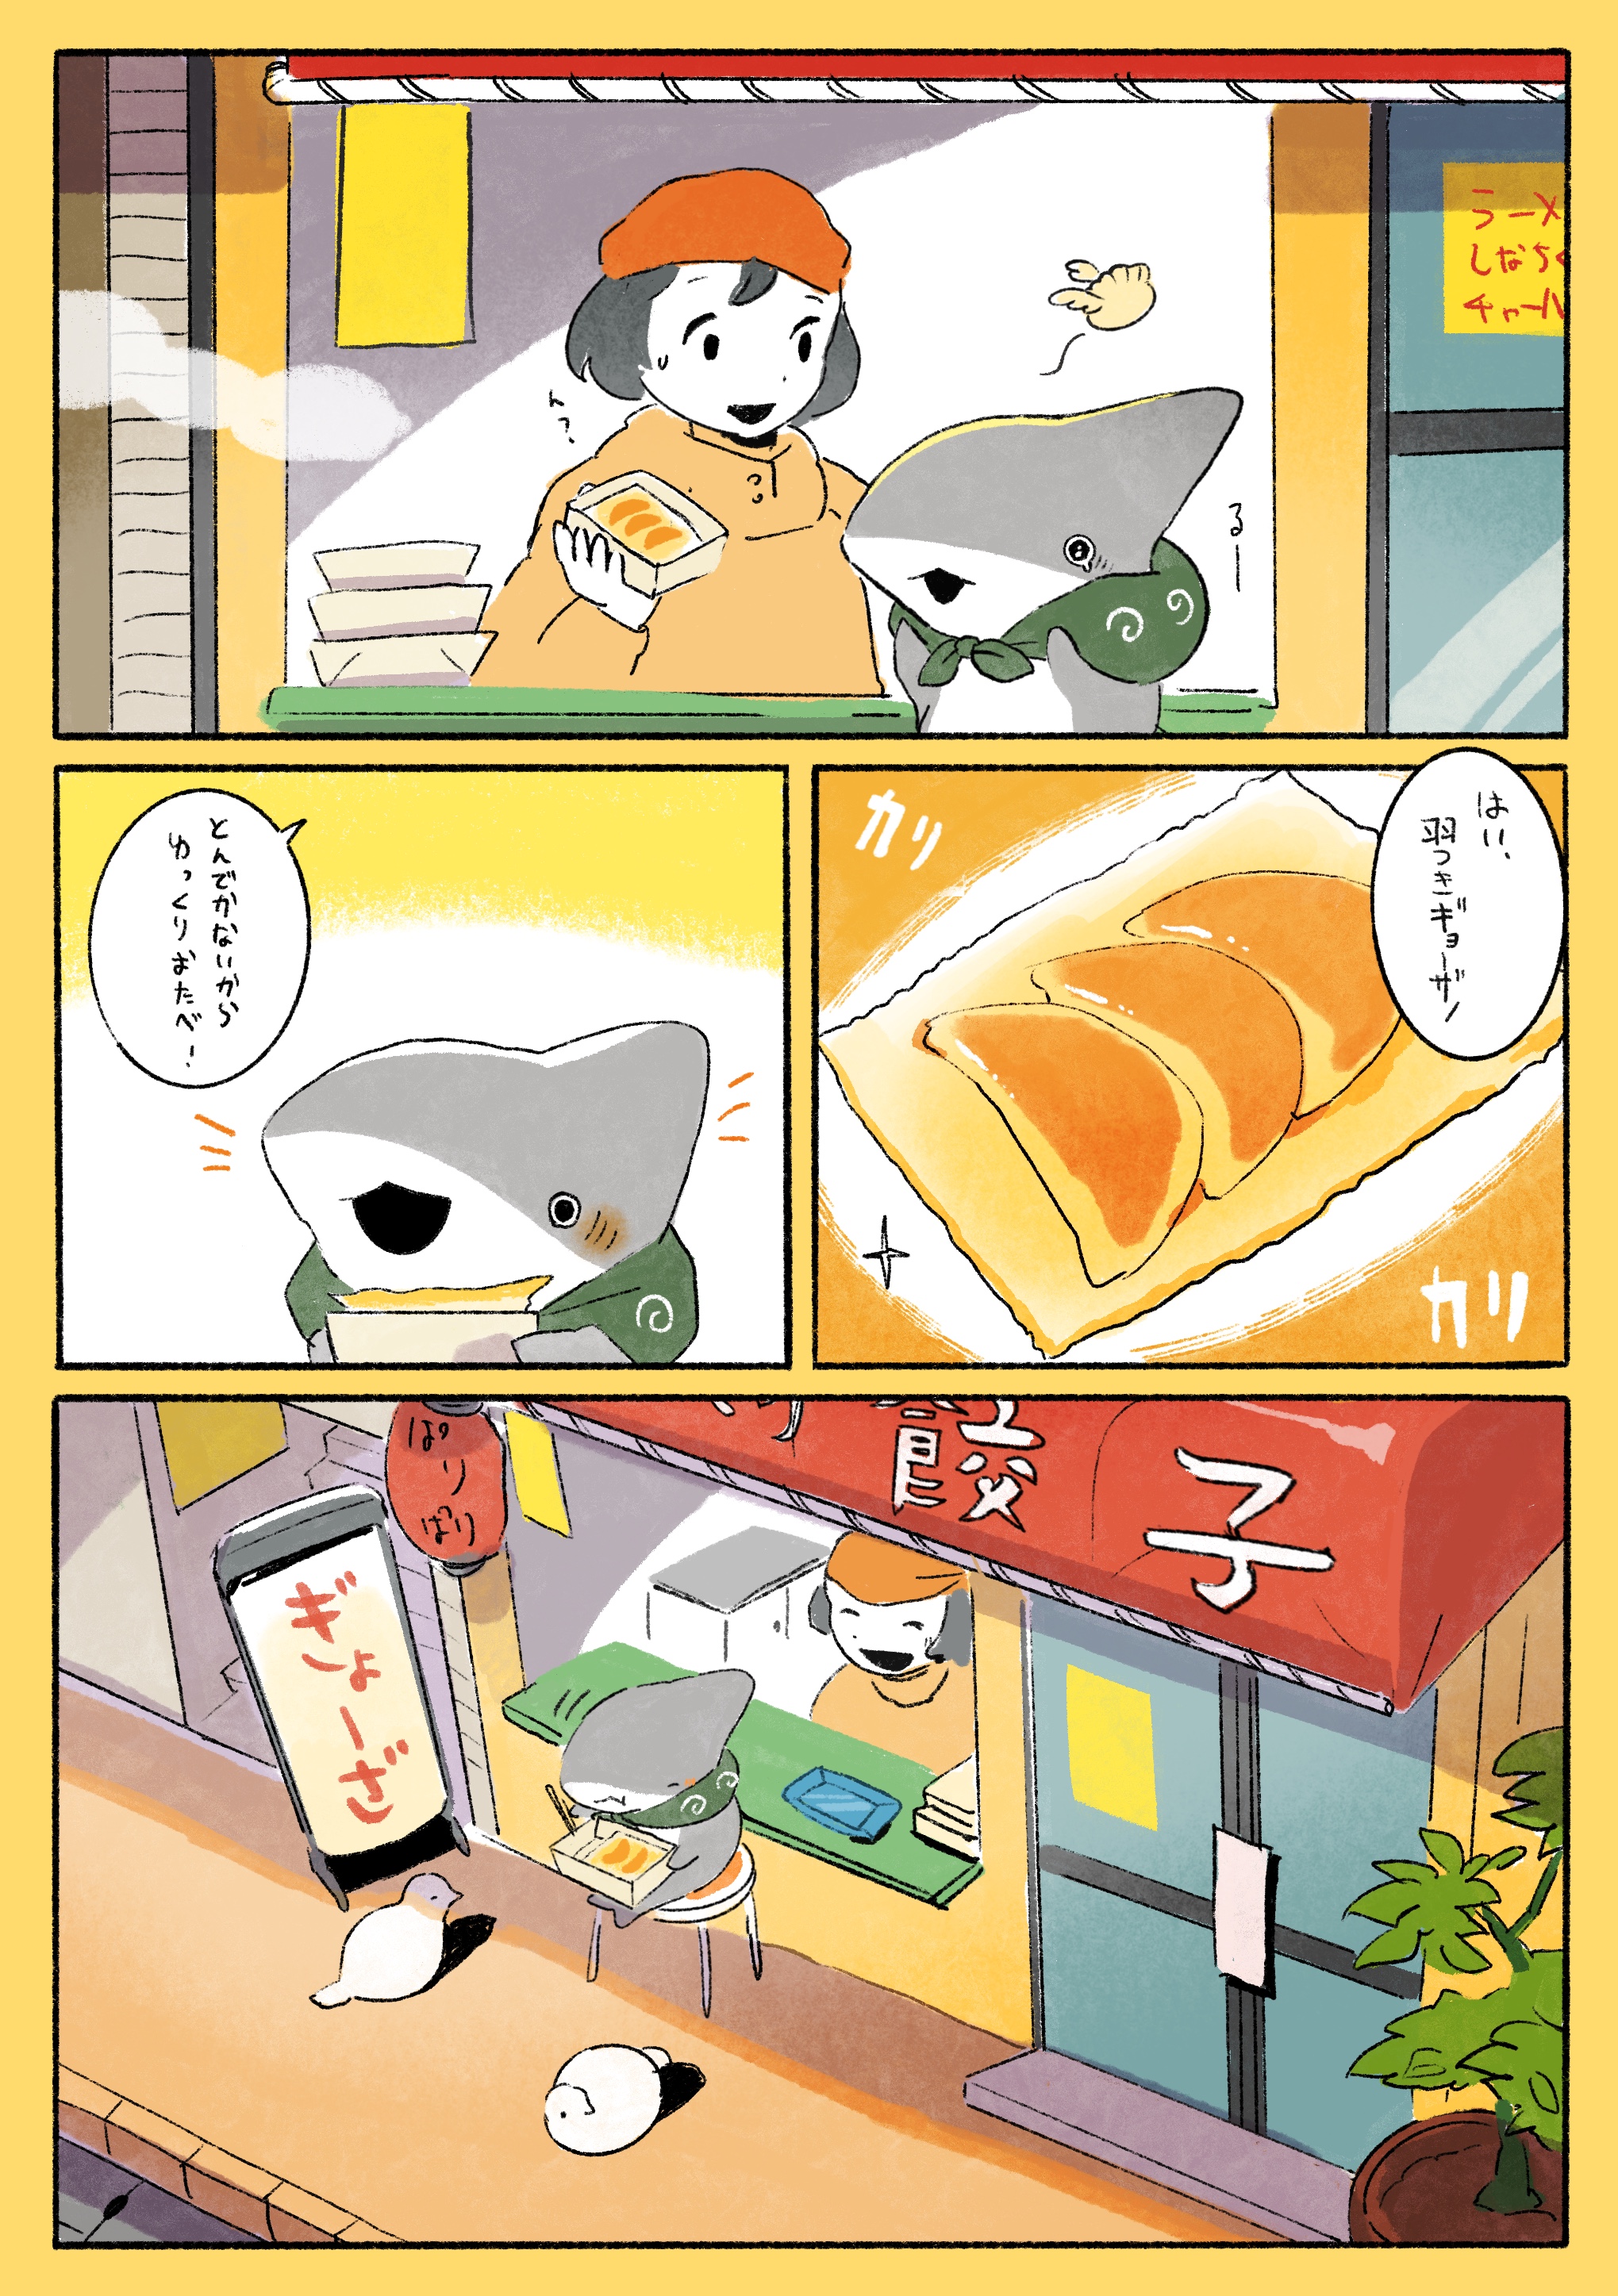 ん？
るー
ラーメ
しなちく
チャーハ
はい、
羽つきギョーザ！
カリ
カリ
とんでかないから
ゆっくりおたべ！
餃子
ぱりぱり
ぎょーざ